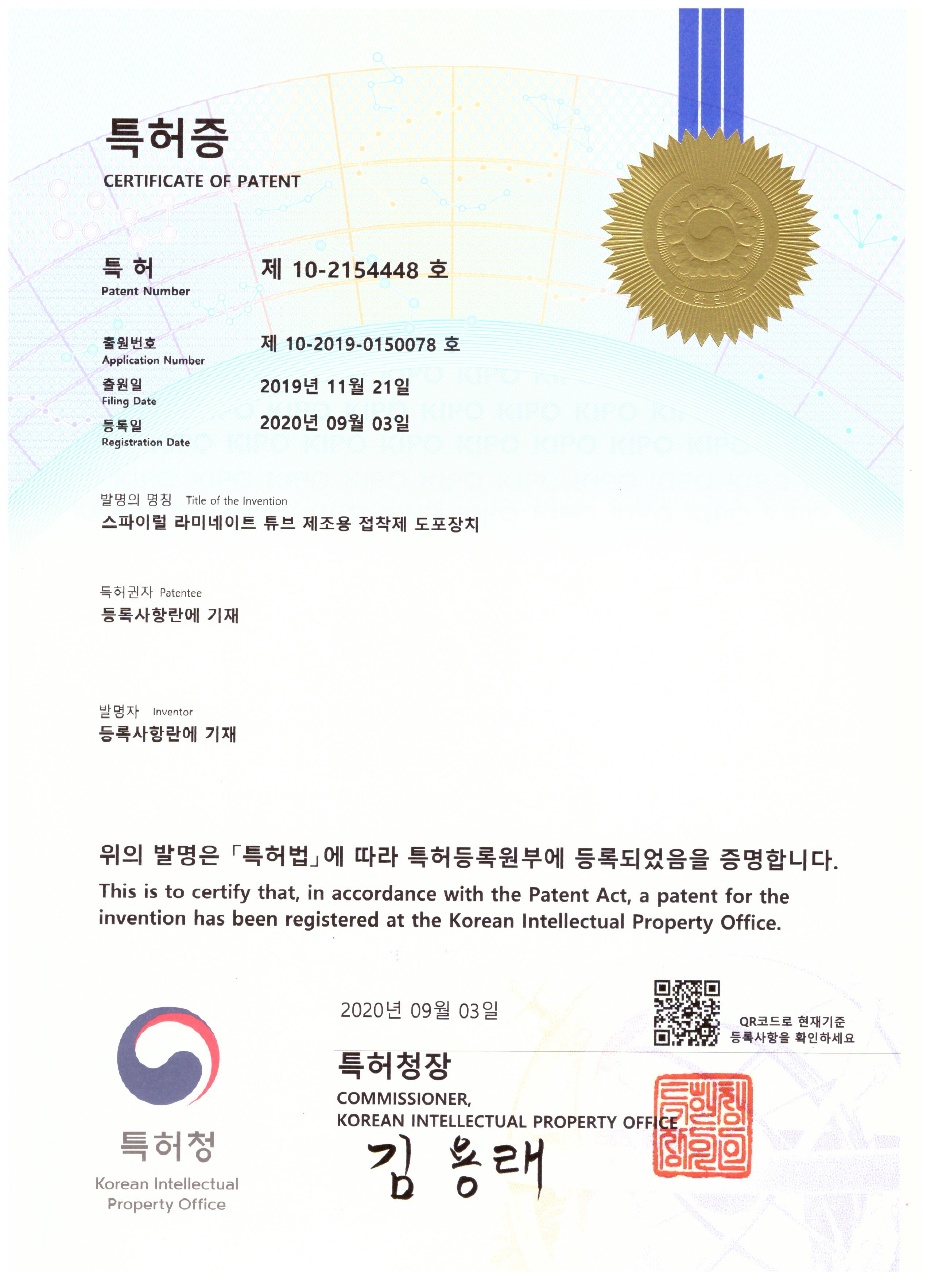 특허증
CERTIFICATE OF PATENT
특 허 제 10-2154448 호
Patent Number
출원번호 제 10-2019-0150078 호
Application Number
출원일 2019년 11월 21일
Filing Date
등록일 2020년 09월 03일
Registration Date
KIPO KIPO KIPO KIPO
KIPO KIPO KIPO KIPO KIPO KIPO
발명의 명칭 Title of the Invention
스파이럴 라미네이트 튜브 제조용 접착제 도포장치
특허권자 Patentee
등록사항란에 기재
발명자 Inventor
등록사항란에 기재
위의 발명은 「특허법」에 따라 특허등록원부에 등록되었음을 증명합니다.
This is to certify that, in accordance with the Patent Act, a patent for the
invention has been registered at the Korean Intellectual Property Office.
2020년 09월 03일
QR코드로 현재기준
등록사항을 확인하세요
특허청장
COMMISSIONER,
KOREAN INTELLECTUAL PROPERTY OFFICE
김용래
특허청
Korean Intellectual
Property Office